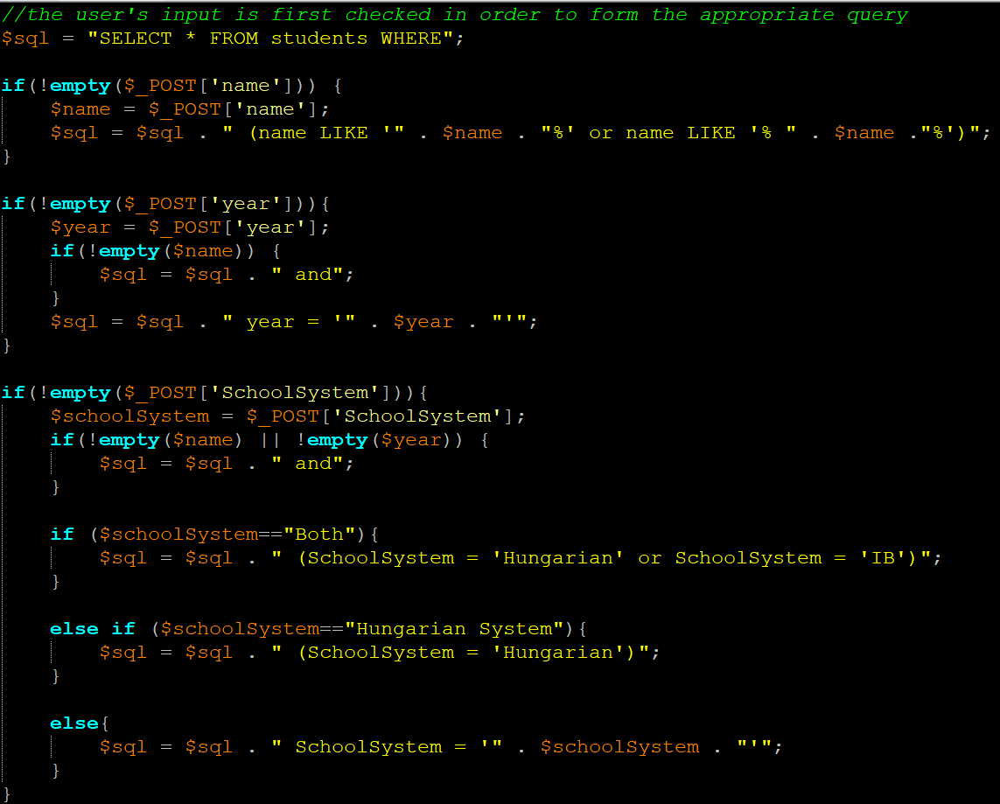 //the user's input is first checked in order to form the appropriate query
$sql = "SELECT * FROM students WHERE";
if(!empty($_POST['name'])) {
$name = $_POST['name'];
$sql = $sql . " (name LIKE '" . $name . "%' or name LIKE '% " . $name ."%')";
}
if(!empty($_POST['year'])){
$year = $_POST['year'];
if(!empty($name)) {
$sql = $sql . " and";
}
$sql = $sql . " year = '" . $year . "'";
}
if(!empty($_POST['SchoolSystem'])){
$schoolSystem = $_POST['SchoolSystem'];
if(!empty($name) || !empty($year)) {
$sql = $sql . " and";
}
if ($schoolSystem=="Both"){
$sql = $sql . " (SchoolSystem = 'Hungarian' or SchoolSystem = 'IB')";
}
else if ($schoolSystem=="Hungarian System"){
$sql = $sql . " (SchoolSystem = 'Hungarian')";
}
else{
$sql = $sql . " SchoolSystem = '" . $schoolSystem . "'";
}
}